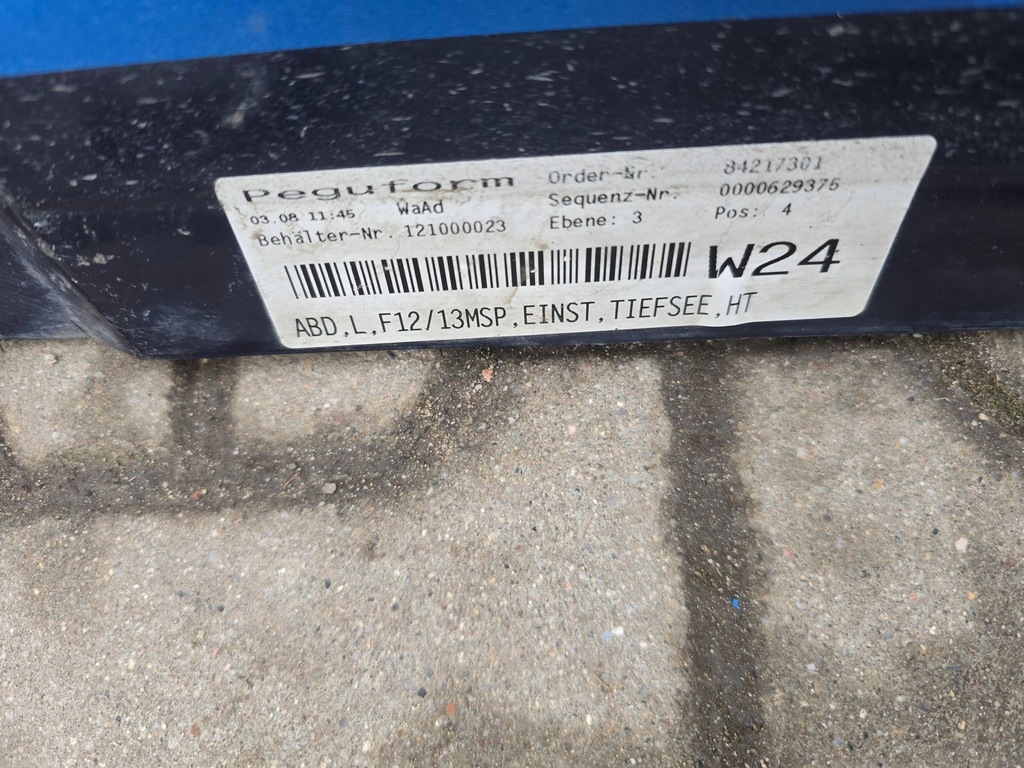 Peguform
03.08 11:45 WaAd
Behälter-Nr. 121000023
Order-Nr. 84217301
Sequenz-Nr. 0000629375
Ebene: 3 Pos: 4
W24
ABD,L,F12/13MSP,EINST,TIEFSEE,HT